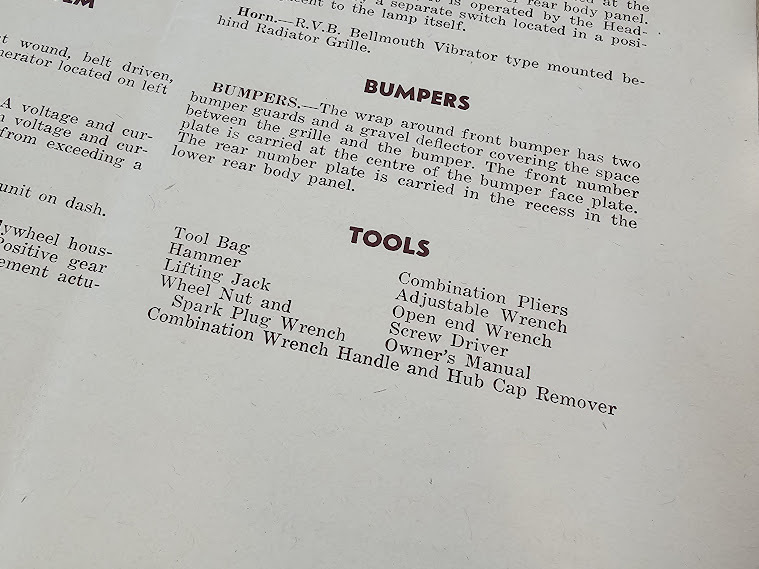 st wound, belt driven,
nerator located on left
A voltage and cur-
n voltage and cur-
from exceeding a
unit on dash.
lywheel hous-
Positive gear
ement actu-
at the
rear body panel.
is operated by the Head-
a separate switch located in a posi-
cent to the lamp itself.
Horn.—R.V.B. Bellmouth Vibrator type mounted be-
hind Radiator Grille.
BUMPERS
BUMPERS.—The wrap around front bumper has two
bumper guards and a gravel deflector covering the space
between the grille and the bumper. The front number
plate is carried at the centre of the bumper face plate.
The rear number plate is carried in the recess in the
lower rear body panel.
TOOLS
Tool Bag
Hammer
Lifting Jack
Wheel Nut and
Spark Plug Wrench
Combination Pliers
Adjustable Wrench
Open end Wrench
Screw Driver
Owner's Manual
Combination Wrench Handle and Hub Cap Remover